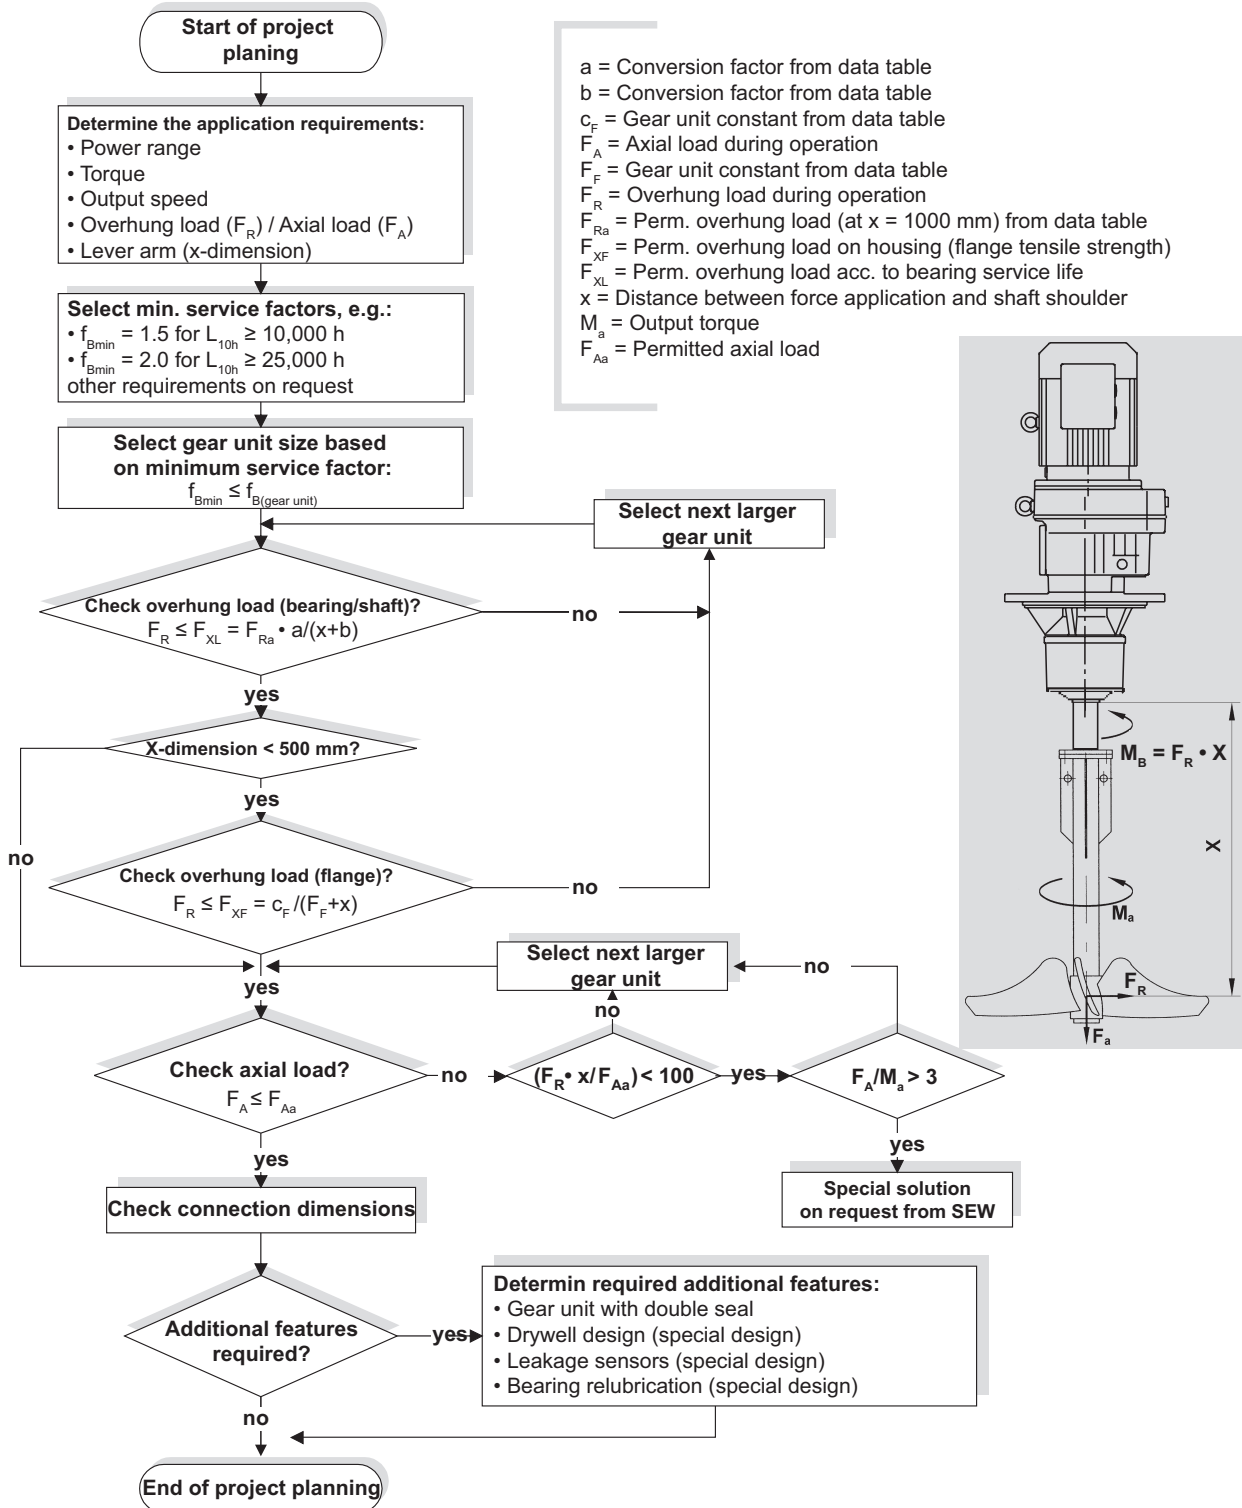 Start of project
planing
a = Conversion factor from data table
b = Conversion factor from data table
c_F = Gear unit constant from data table
F_A = Axial load during operation
F_F = Gear unit constant from data table
F_R = Overhung load during operation
F_Ra = Perm. overhung load (at x = 1000 mm) from data table
F_XF = Perm. overhung load on housing (flange tensile strength)
F_XL = Perm. overhung load acc. to bearing service life
x = Distance between force application and shaft shoulder
M_a = Output torque
F_Aa = Permitted axial load
Determine the application requirements:
• Power range
• Torque
• Output speed
• Overhung load (F_R) / Axial load (F_A)
• Lever arm (x-dimension)
Select min. service factors, e.g.:
• f_Bmin = 1.5 for L_10h ≥ 10,000 h
• f_Bmin = 2.0 for L_10h ≥ 25,000 h
other requirements on request
Select gear unit size based
on minimum service factor:
f_Bmin ≤ f_B(gear unit)
Select next larger
gear unit
Check overhung load (bearing/shaft)?
F_R ≤ F_XL = F_Ra • a/(x+b)
no
yes
X-dimension < 500 mm?
yes
no
Check overhung load (flange)?
F_R ≤ F_XF = c_F /(F_F+x)
no
M_B = F_R • X
X
M_a
F_R
F_a
Select next larger
gear unit
no
yes
no
Check axial load?
F_A ≤ F_Aa
no
(F_R • x/F_Aa) < 100
yes
F_A/M_a > 3
yes
yes
Check connection dimensions
Special solution
on request from SEW
Additional features
required?
yes
Determin required additional features:
• Gear unit with double seal
• Drywell design (special design)
• Leakage sensors (special design)
• Bearing relubrication (special design)
no
End of project planning